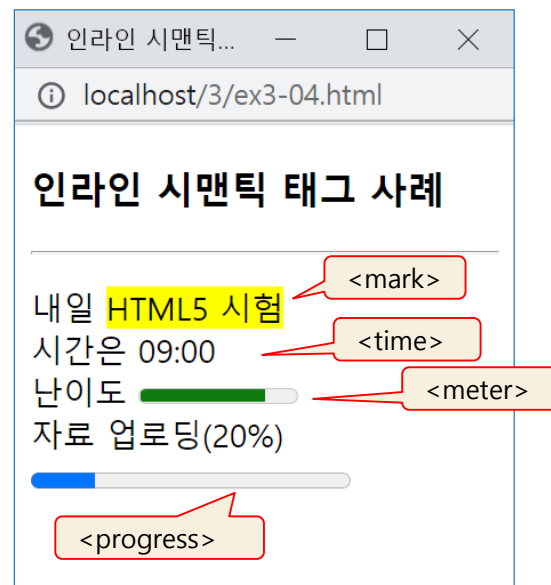 인라인 시맨틱...
localhost/3/ex3-04.html
인라인 시맨틱 태그 사례
<mark>
내일 HTML5 시험
시간은 09:00
<time>
난이도
<meter>
자료 업로딩(20%)
<progress>